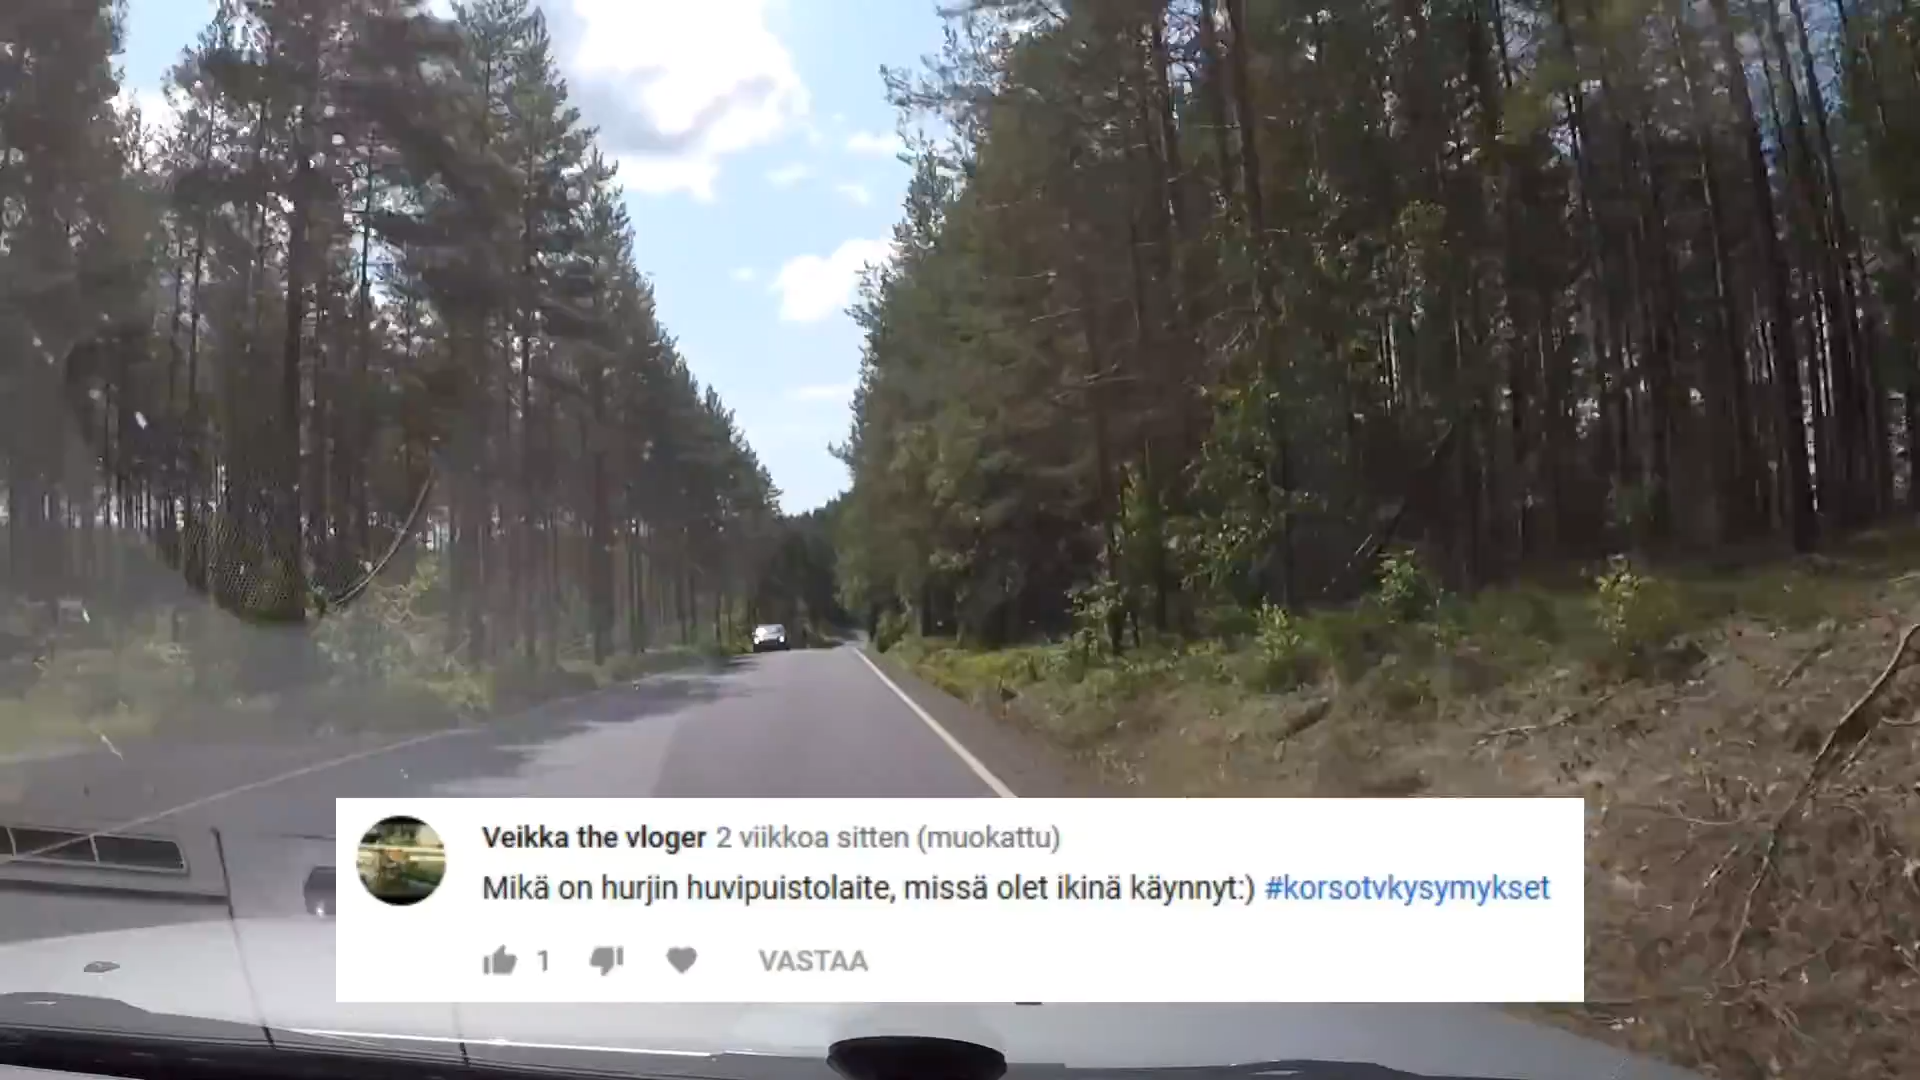 Veikka the vloger 2 viikkoa sitten (muokattu)
Mikä on hurjin huvipuistolaite, missä olet ikinä käynnyt:) #korsotvkysymykset
1 VASTAA